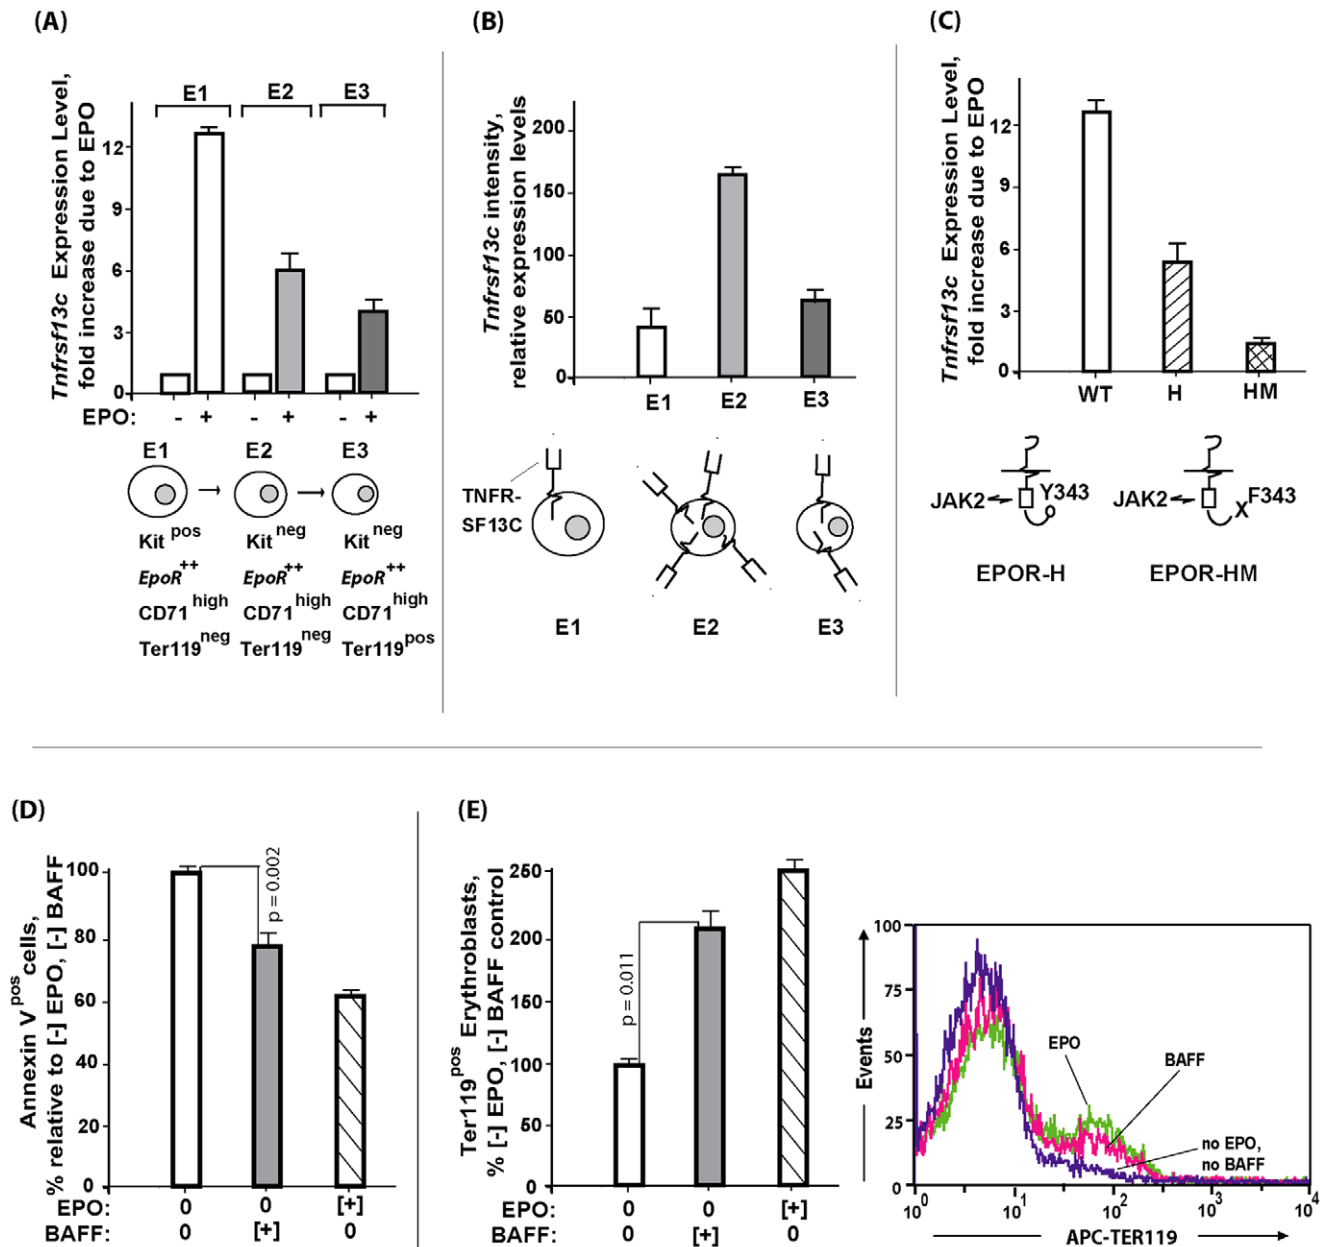 (A)
Tnfrsf13c Expression Level,
fold increase due to EPO
E1 E2 E3
12
9
6
3
0
EPO: - + - + - +
E1 E2 E3
Kit pos Kit neg Kit neg
EpoR++ EpoR++ EpoR++
CD71 high CD71 high CD71 high
Ter119 neg Ter119 neg Ter119 pos
(B)
Tnfrsf13c intensity,
relative expression levels
200
150
100
50
0
E1 E2 E3
TNFR-
SF13C
E1 E2 E3
(C)
Tnfrsf13c Expression Level,
fold increase due to EPO
12
9
6
3
0
WT H HM
JAK2 Y343 JAK2 X F343
EPOR-H EPOR-HM
(D)
Annexin V pos cells,
% relative to [-] EPO, [-] BAFF
100
80
60
40
20
0
p = 0.002
EPO: 0 0 [+]
BAFF: 0 [+] 0
(E)
Ter119 pos Erythroblasts,
% [-] EPO, [-] BAFF control
250
200
150
100
50
0
p = 0.011
EPO: 0 0 [+]
BAFF: 0 [+] 0
Events
100
75
50
25
0
EPO
BAFF
no EPO,
no BAFF
10^0 10^1 10^2 10^3 10^4
APC-TER119